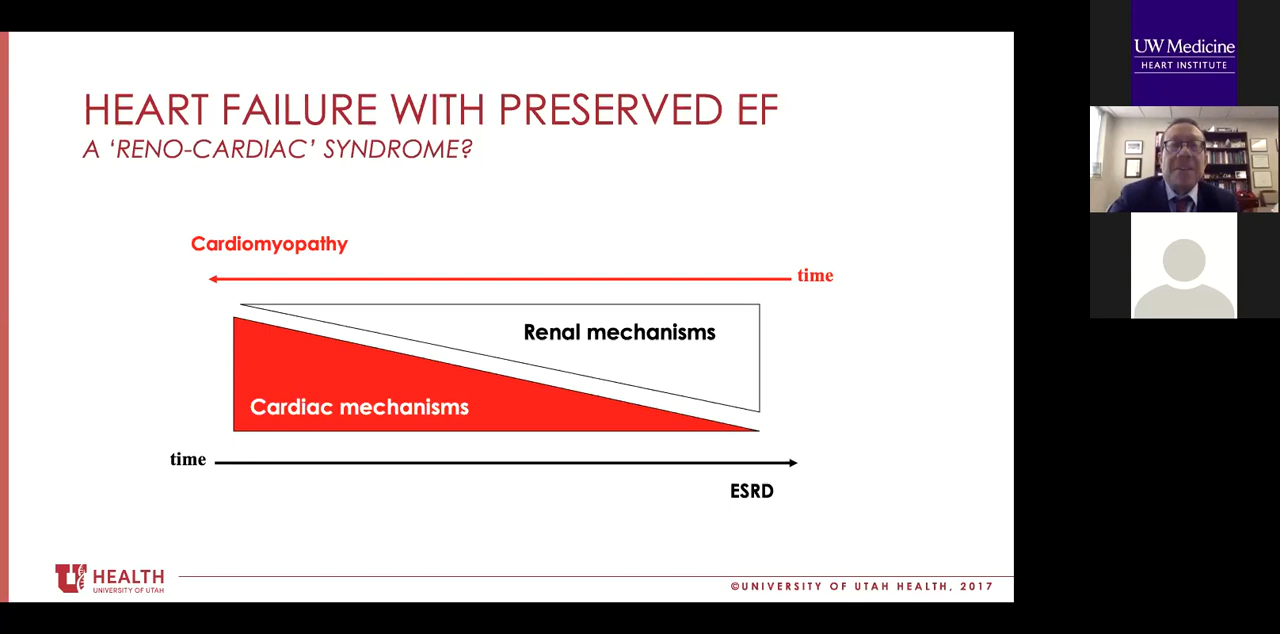 HEART FAILURE WITH PRESERVED EF
A ‘RENO-CARDIAC’ SYNDROME?
Cardiomyopathy
time
Renal mechanisms
Cardiac mechanisms
time
ESRD
U HEALTH
UNIVERSITY OF UTAH
©UNIVERSITY OF UTAH HEALTH, 2017
UW Medicine
HEART INSTITUTE